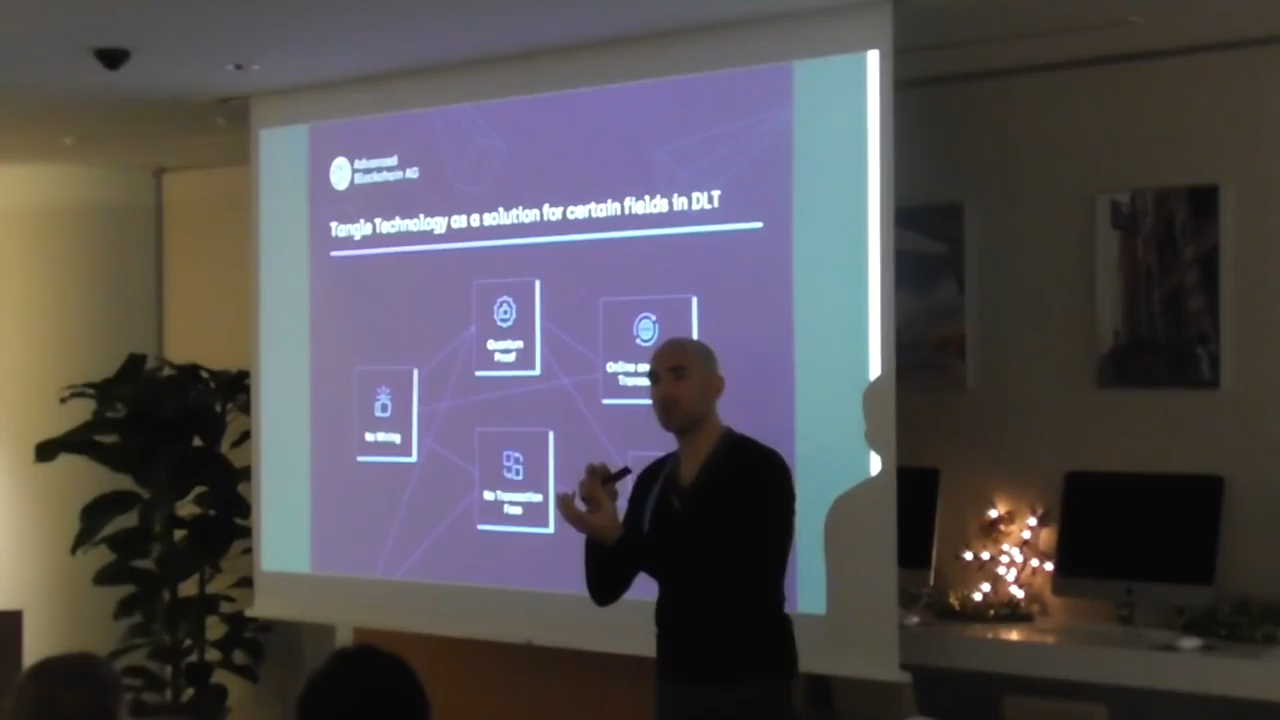 Advanced
Blockchain AG
Tangle Technology as a solution for certain fields in DLT
Quantum
Proof
Online
No Mining
No Transaction
Fees